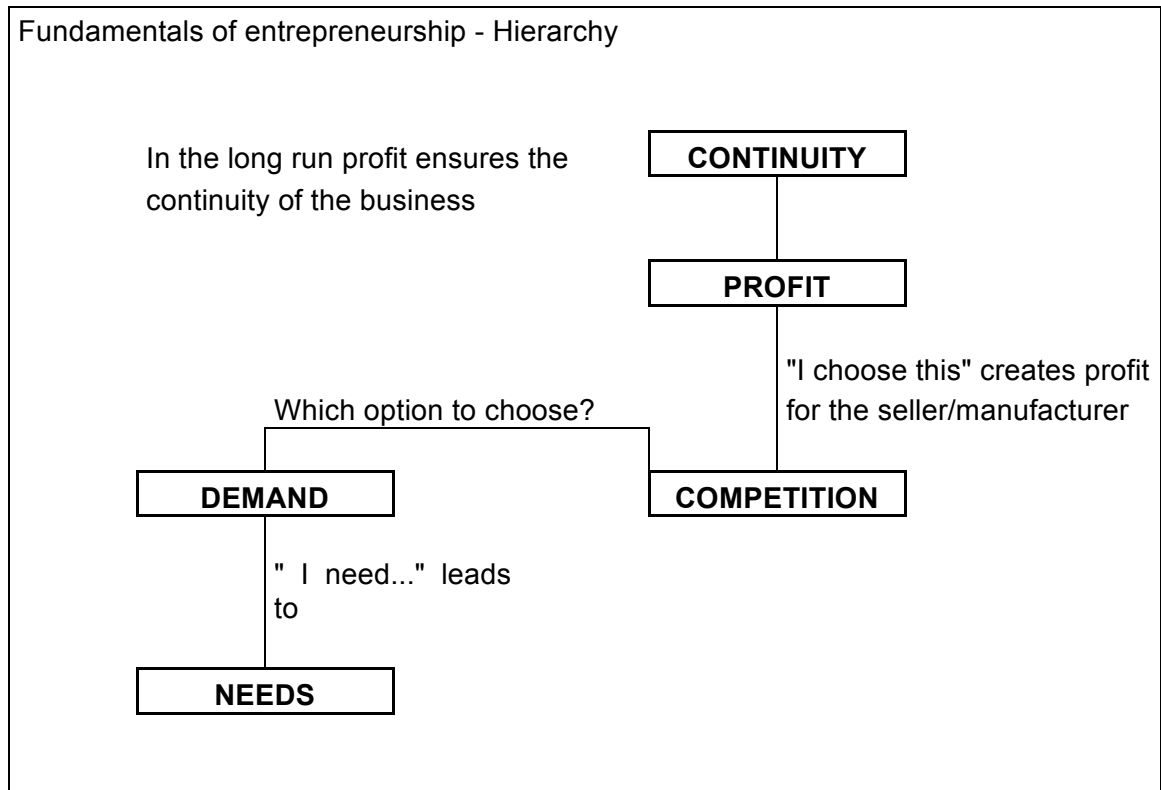 Fundamentals of entrepreneurship - Hierarchy
In the long run profit ensures the
continuity of the business
CONTINUITY
PROFIT
"I choose this" creates profit
for the seller/manufacturer
Which option to choose?
DEMAND
COMPETITION
" I need..." leads
to
NEEDS